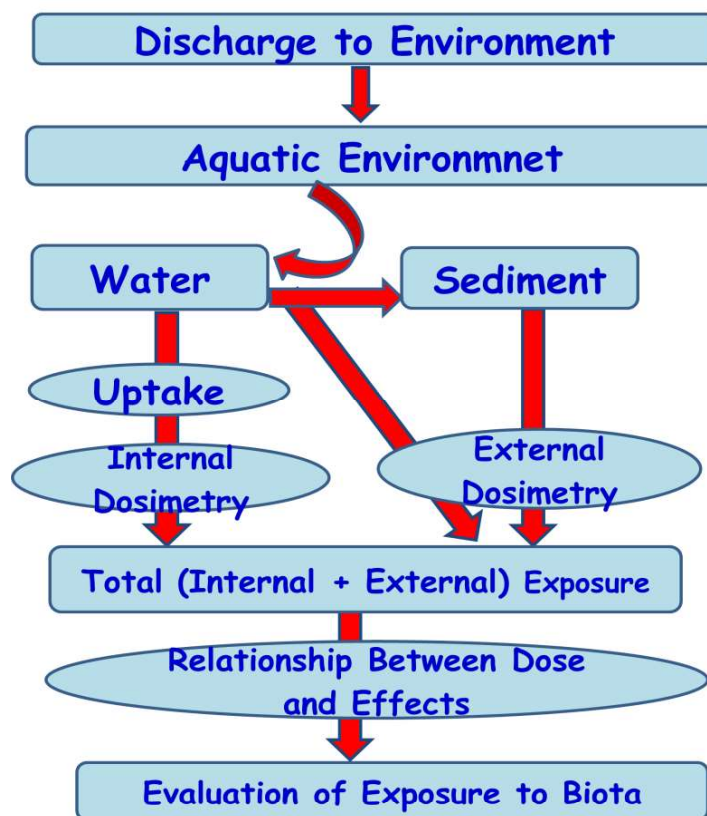 Discharge to Environment
Aquatic Environmnet
Water
Sediment
Uptake
Internal
Dosimetry
External
Dosimetry
Total (Internal + External) Exposure
Relationship Between Dose
and Effects
Evaluation of Exposure to Biota